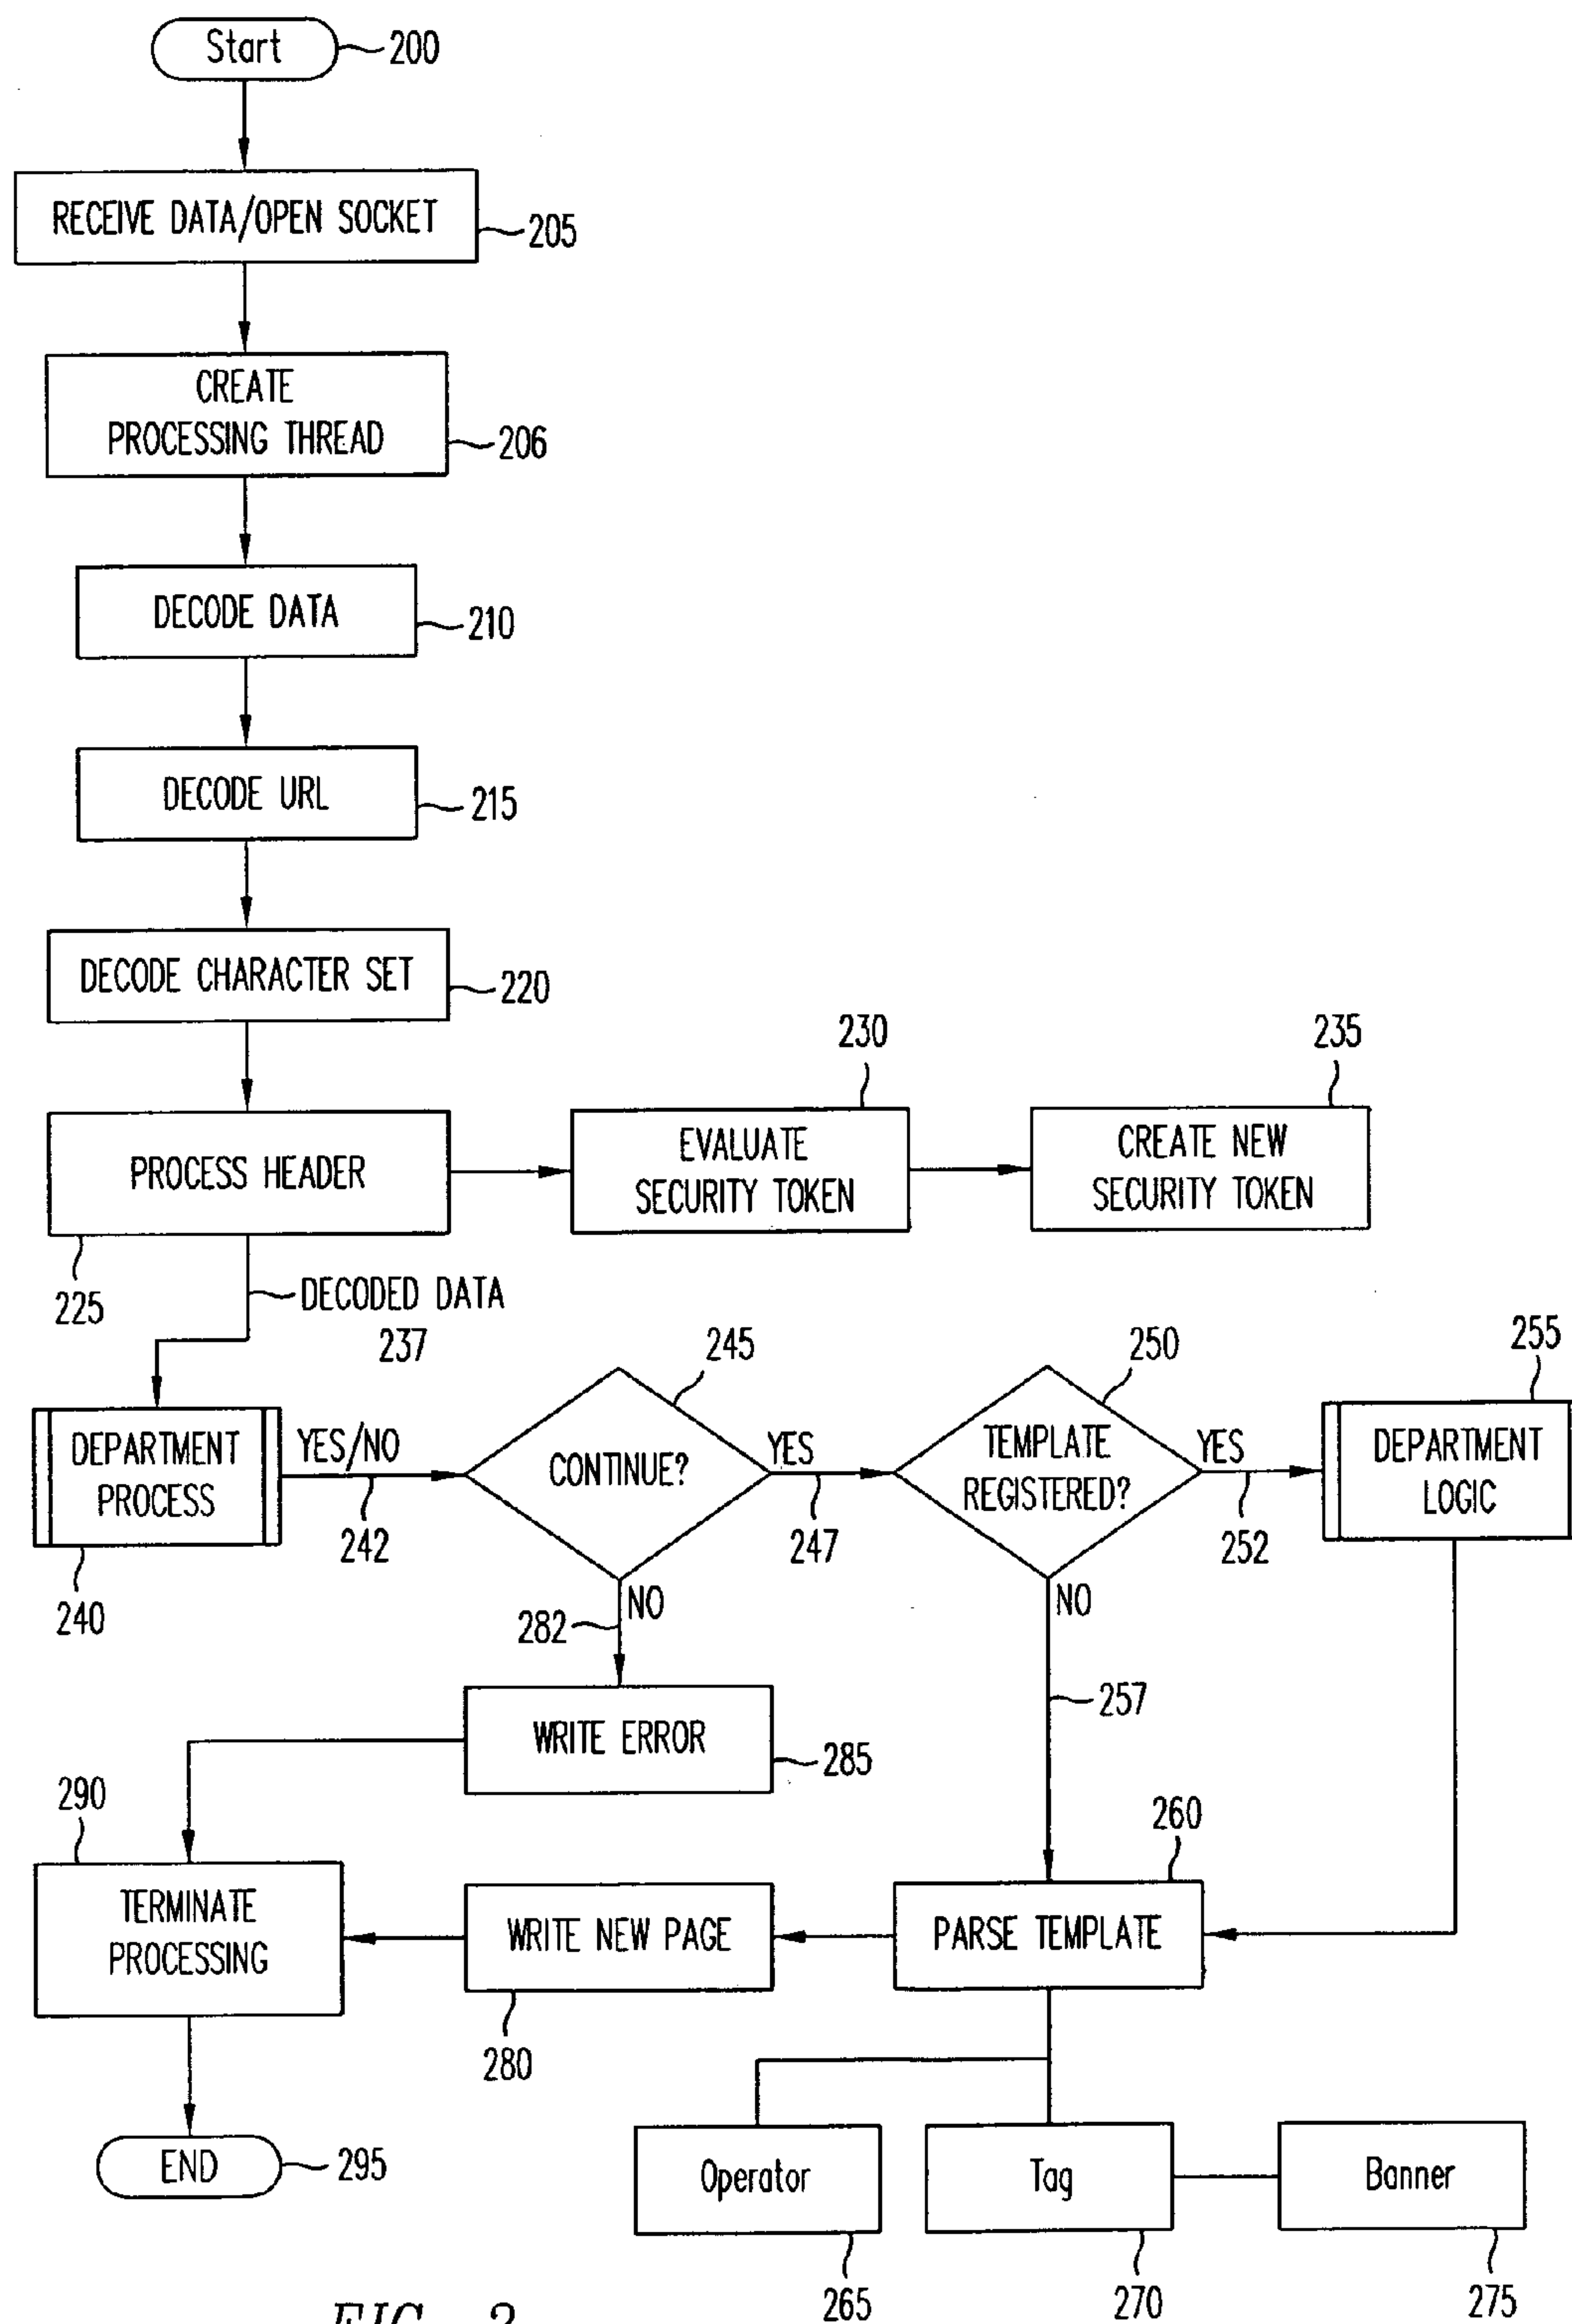 Start
200
RECEIVE DATA/OPEN SOCKET
205
CREATE
PROCESSING THREAD
206
DECODE DATA
210
DECODE URL
215
DECODE CHARACTER SET
220
230
235
PROCESS HEADER
EVALUATE
SECURITY TOKEN
CREATE NEW
SECURITY TOKEN
225
DECODED DATA
237
245
250
255
DEPARTMENT
PROCESS
YES/NO
242
CONTINUE?
YES
247
TEMPLATE
REGISTERED?
YES
252
DEPARTMENT
LOGIC
240
NO
282
NO
257
WRITE ERROR
285
290
260
TERMINATE
PROCESSING
WRITE NEW PAGE
PARSE TEMPLATE
280
END
295
Operator
Tag
Banner
265
270
275